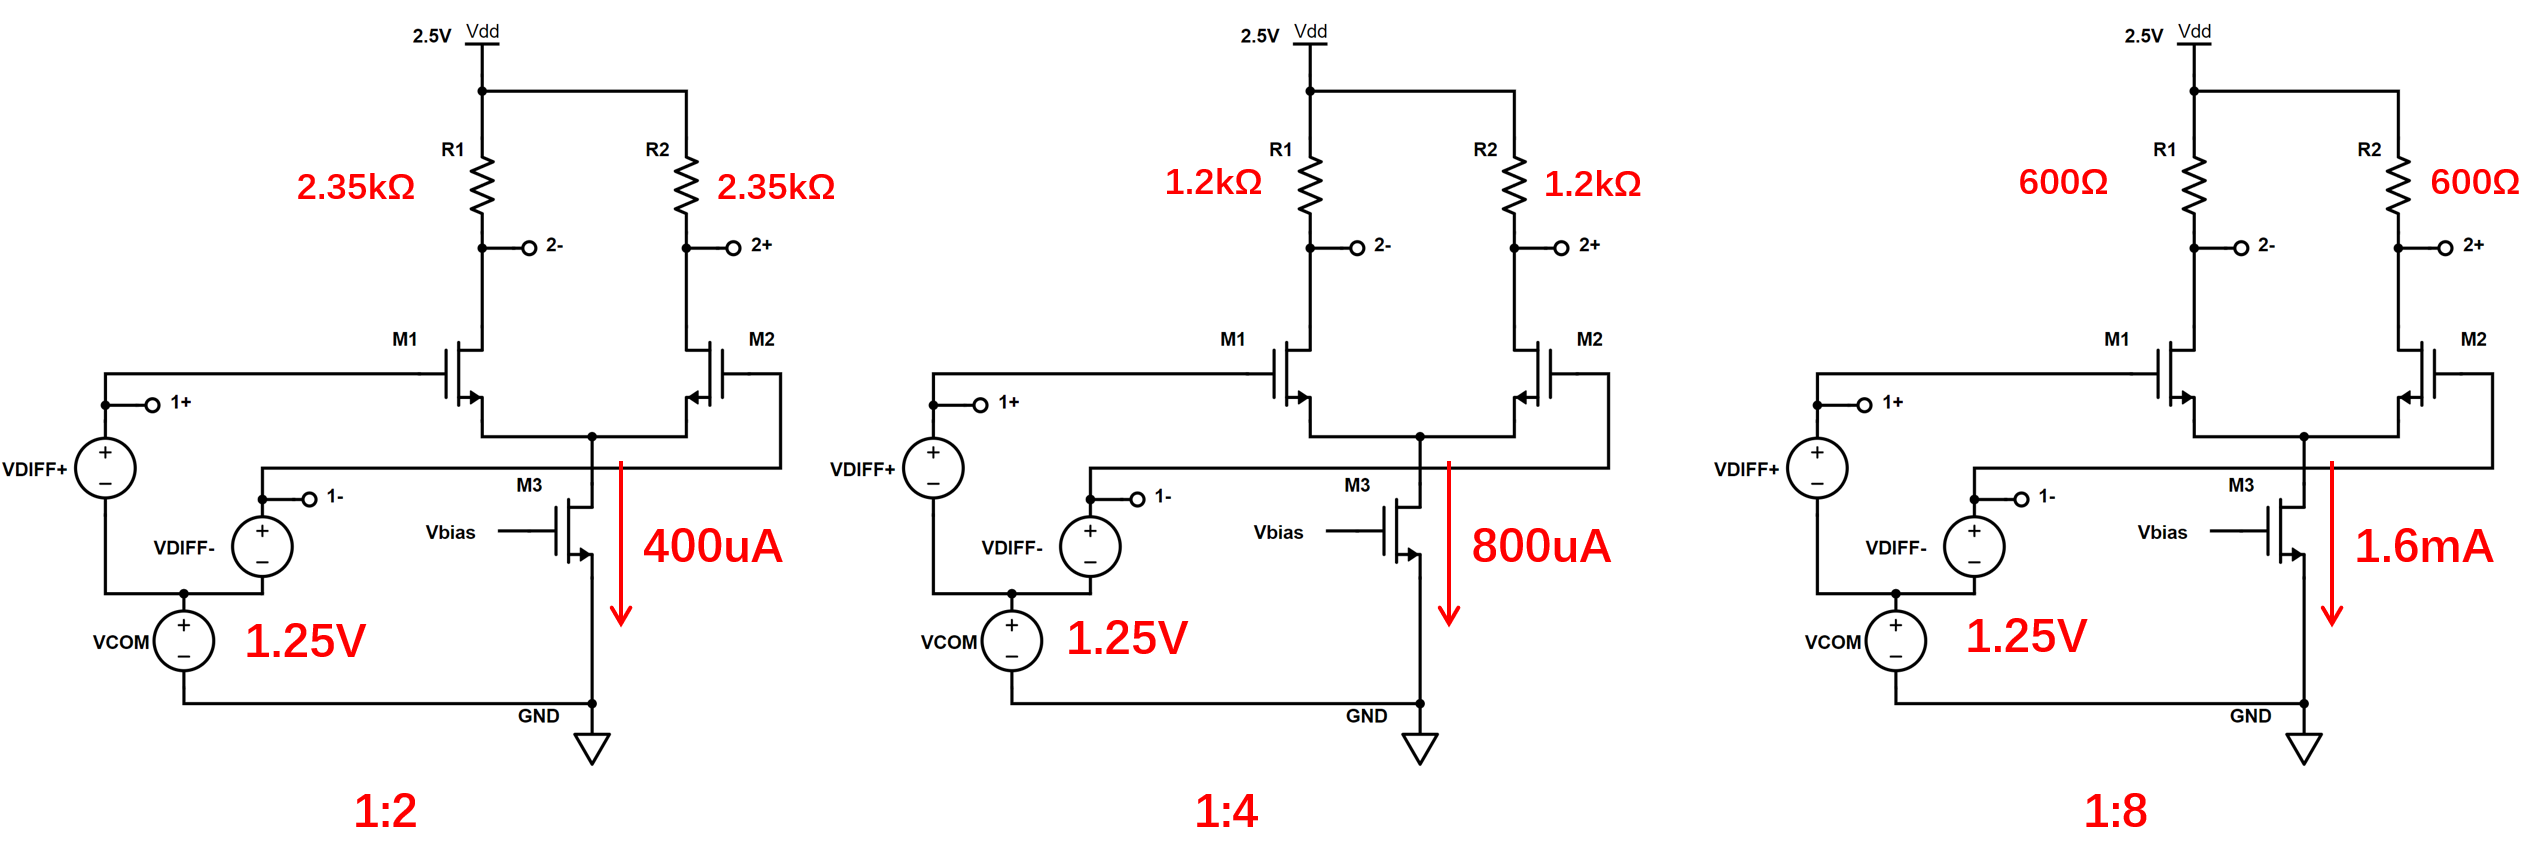 2.5V Vdd
R1
R2
2.35kΩ
2.35kΩ
2-
2+
M1
M2
1+
VDIFF+
1-
M3
Vbias
VDIFF-
400uA
VCOM
1.25V
GND
1:2
2.5V Vdd
R1
R2
1.2kΩ
1.2kΩ
2-
2+
M1
M2
1+
VDIFF+
1-
M3
Vbias
VDIFF-
800uA
VCOM
1.25V
GND
1:4
2.5V Vdd
R1
R2
600Ω
600Ω
2-
2+
M1
M2
1+
VDIFF+
1-
M3
Vbias
VDIFF-
1.6mA
VCOM
1.25V
GND
1:8